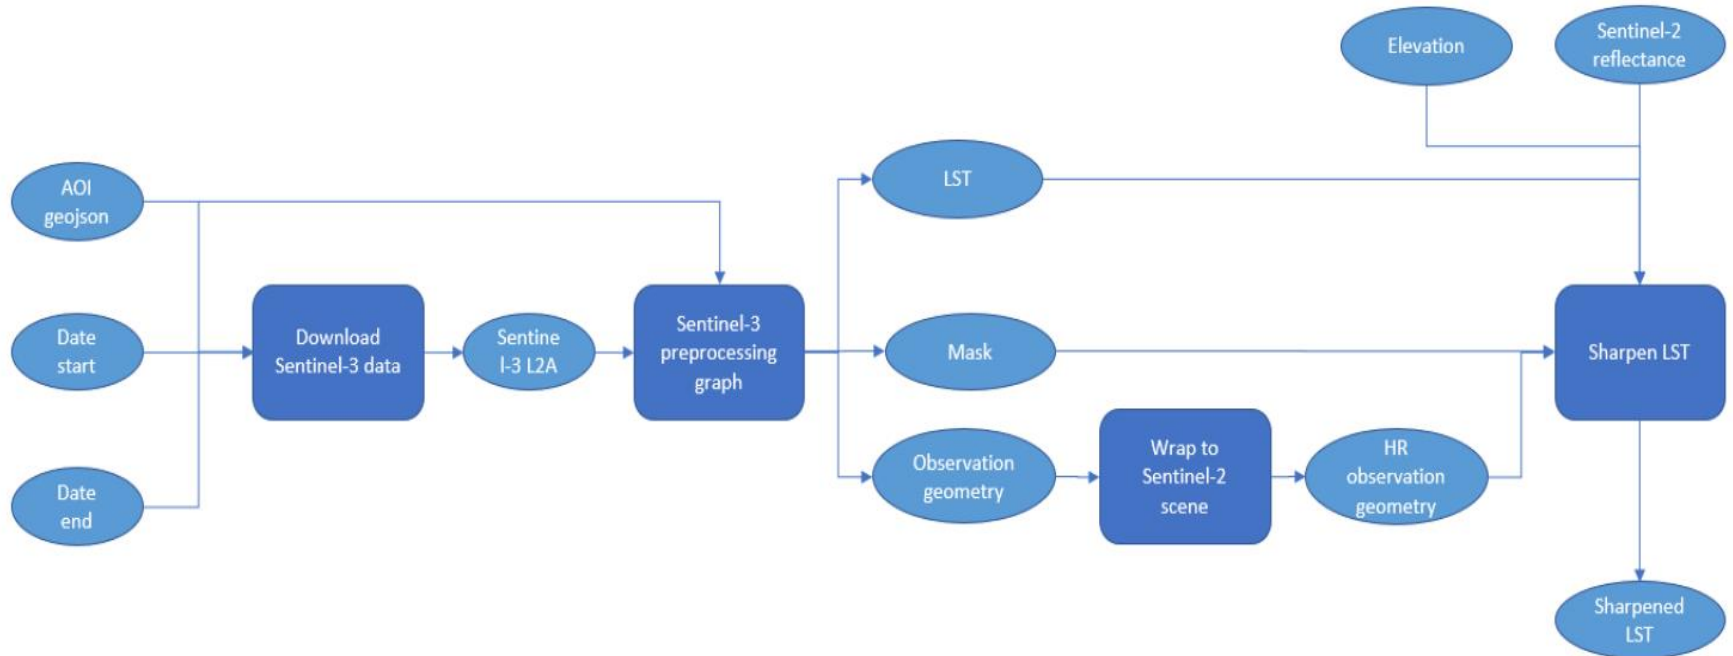 Elevation
Sentinel-2
reflectance
AOI
geojson
LST
Date
start
Download
Sentinel-3 data
Sentine
l-3 L2A
Sentinel-3
preprocessing
graph
Mask
Sharpen LST
Date
end
Observation
geometry
Wrap to
Sentinel-2
scene
HR
observation
geometry
Sharpened
LST